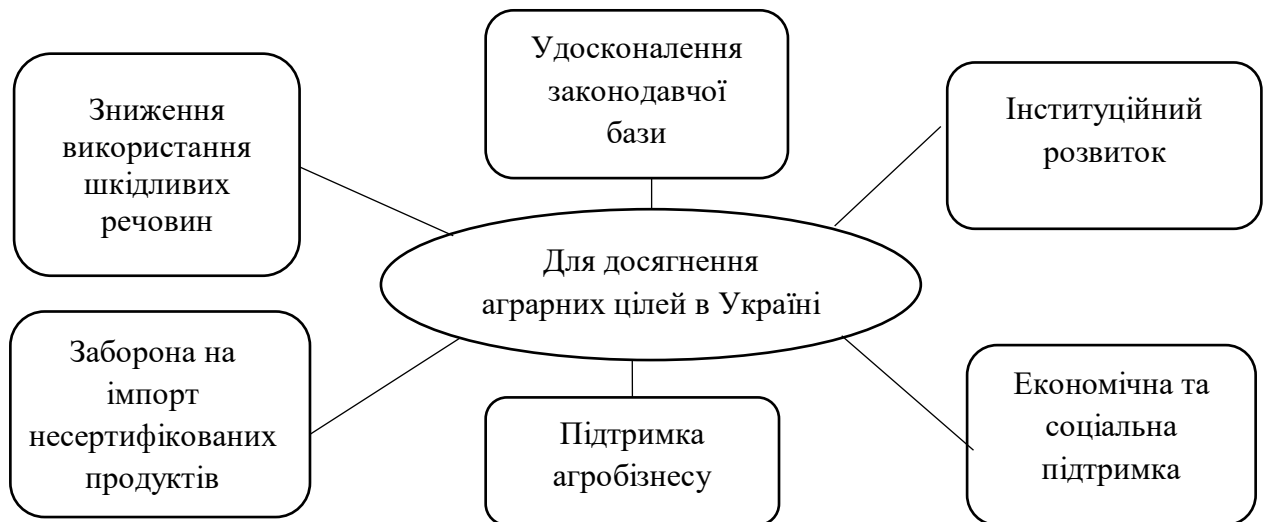 Удосконалення
законодавчої
бази
Зниження
використання
шкідливих
речовин
Інституційний
розвиток
Для досягнення
аграрних цілей в Україні
Заборона на
імпорт
несертифікованих
продуктів
Підтримка
агробізнесу
Економічна та
соціальна
підтримка